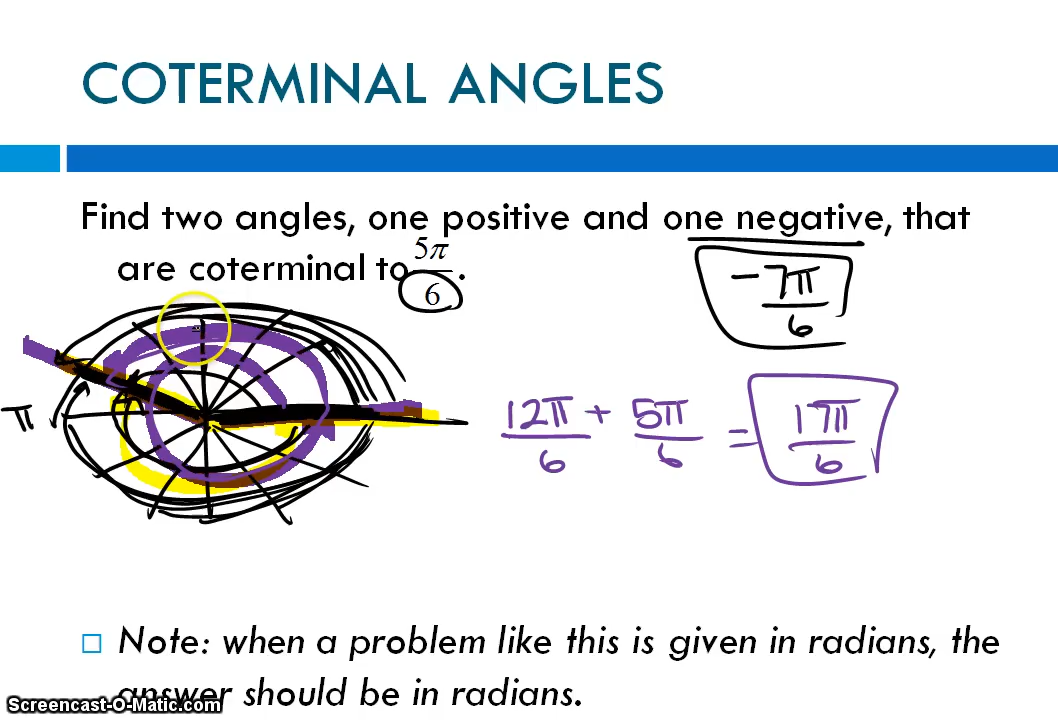 COTERMINAL ANGLES
Find two angles, one positive and one negative, that
are coterminal to 5π/6.
-7π/6
π
12π/6 + 5π/6 = 17π/6
Note: when a problem like this is given in radians, the
answer should be in radians.
Screencast-O-Matic.com